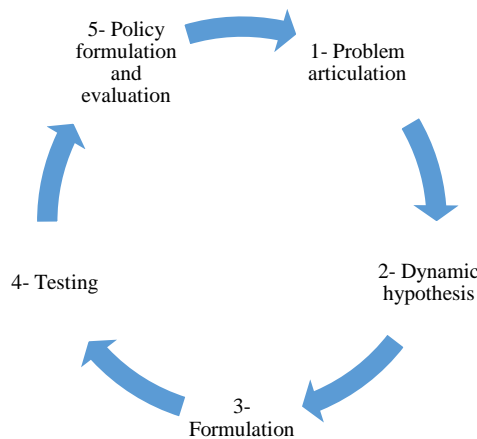 5- Policy
formulation
and
evaluation
1- Problem
articulation
2- Dynamic
hypothesis
3-
Formulation
4- Testing